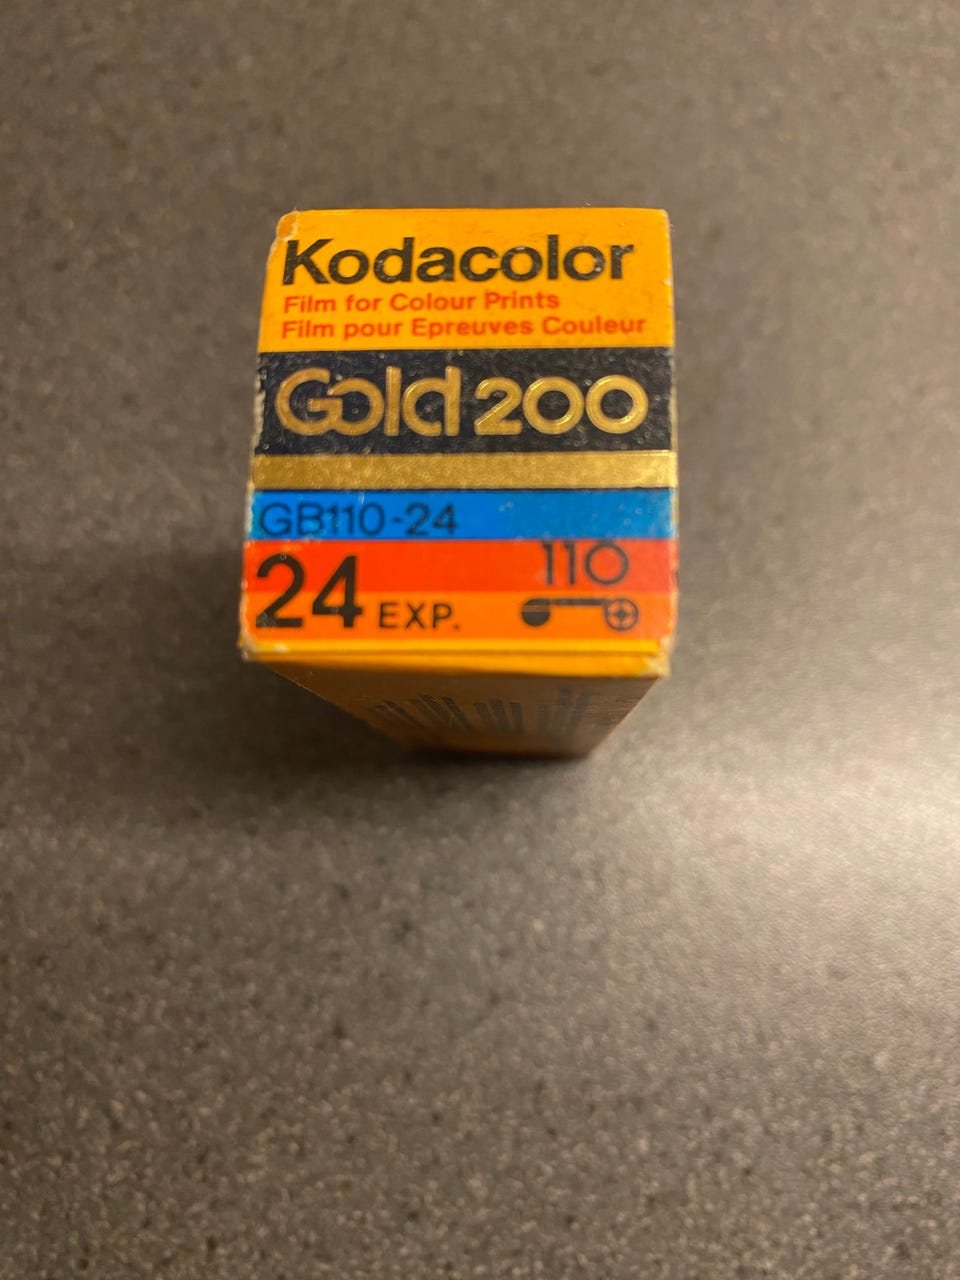 Kodacolor
Film for Colour Prints
Film pour Epreuves Couleur
Gold 200
GB110-24
110
24 EXP.